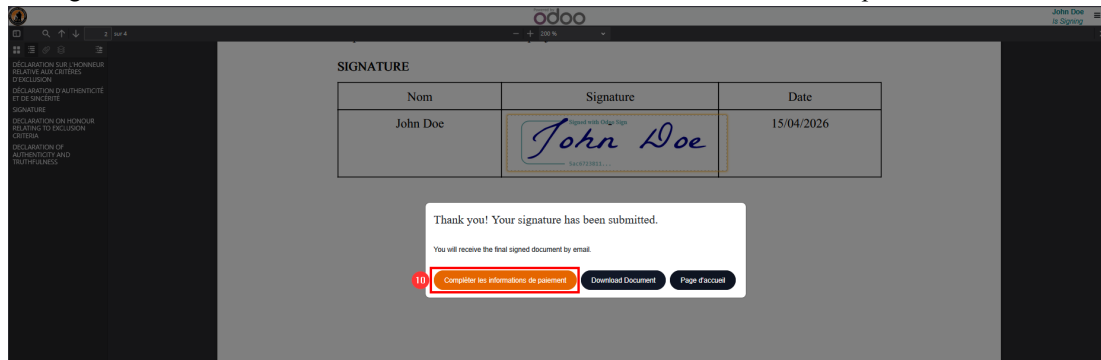 Powered by
odoo
John Doe
Is Signing
2 sur 4
200 %
DÉCLARATION SUR L'HONNEUR
RELATIVE AUX CRITÈRES
D'EXCLUSION
DÉCLARATION D'AUTHENTICITÉ
ET DE SINCÉRITÉ
SIGNATURE
DECLARATION ON HONOUR
RELATING TO EXCLUSION
CRITERIA
DECLARATION OF
AUTHENTICITY AND
TRUTHFULNESS
SIGNATURE
Nom Signature Date
John Doe 15/04/2026
Signed with Odoo Sign
John Doe
Thank you! Your signature has been submitted.
You will receive the final signed document by email.
10 Compléter les informations de paiement Download Document Page d'accueil